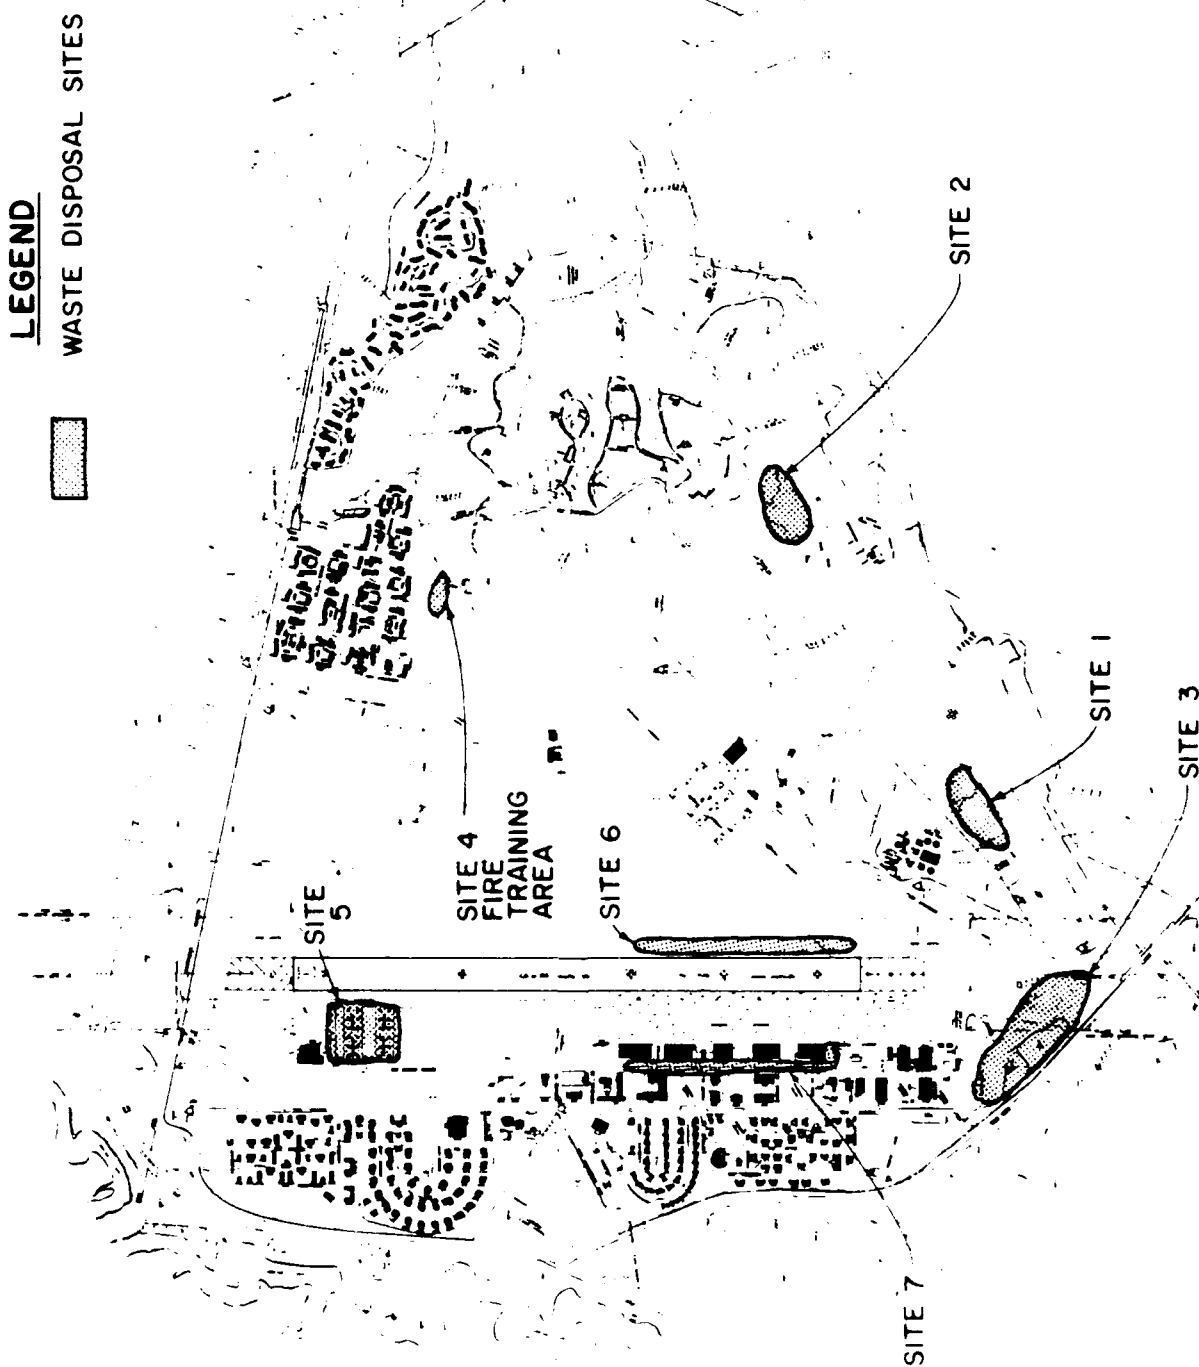 LEGEND
WASTE DISPOSAL SITES
SITE 2
SITE 1
SITE 3
SITE 4
FIRE
TRAINING
AREA
SITE 6
SITE
5
SITE 7